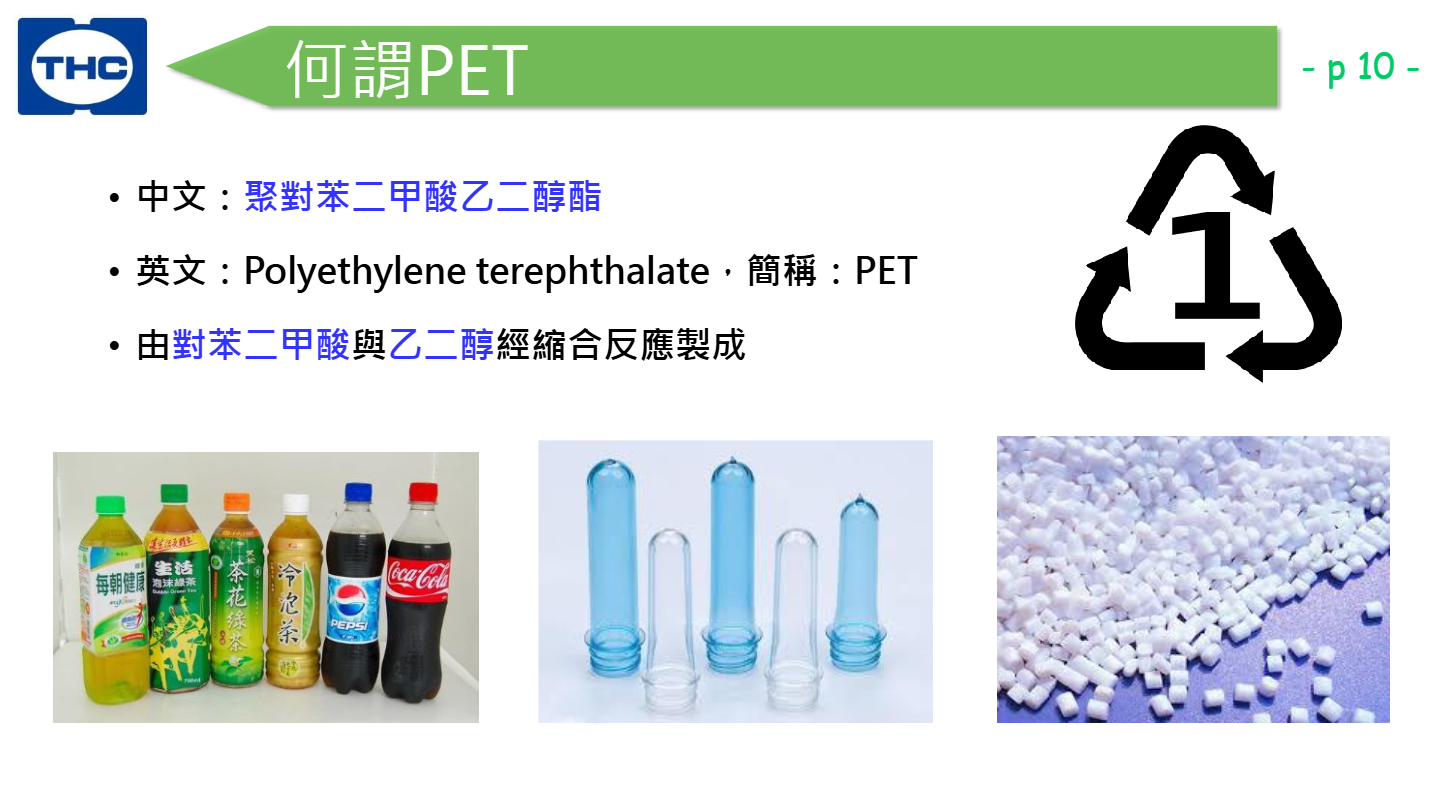 THC
何謂PET
- p 10 -
• 中文：聚對苯二甲酸乙二醇酯
• 英文：Polyethylene terephthalate，簡稱：PET
• 由對苯二甲酸與乙二醇經縮合反應製成
1
每朝健康
生活
泡沫綠茶
Bubble Green Tea
茶花綠茶
冷泡茶
PEPSI
Coca-Cola